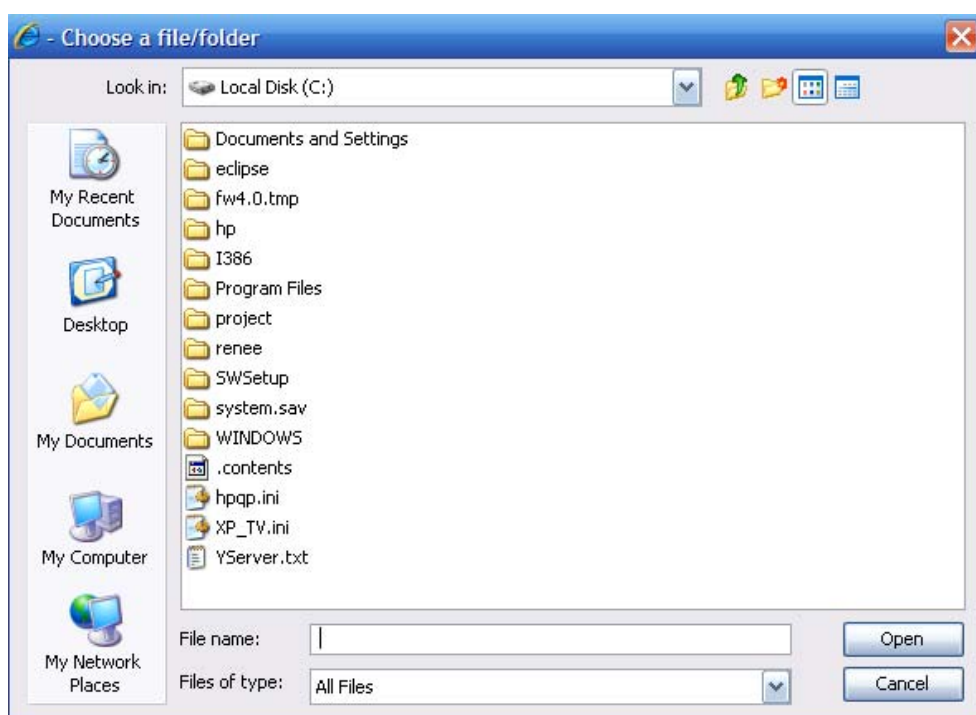 - Choose a file/folder
Look in:
Local Disk (C:)
My Recent
Documents
Desktop
My Documents
My Computer
My Network
Places
Documents and Settings
eclipse
fw4.0.tmp
hp
I386
Program Files
project
renee
SWSetup
system.sav
WINDOWS
.contents
hpqp.ini
XP_TV.ini
YServer.txt
File name:
Open
Files of type:
All Files
Cancel